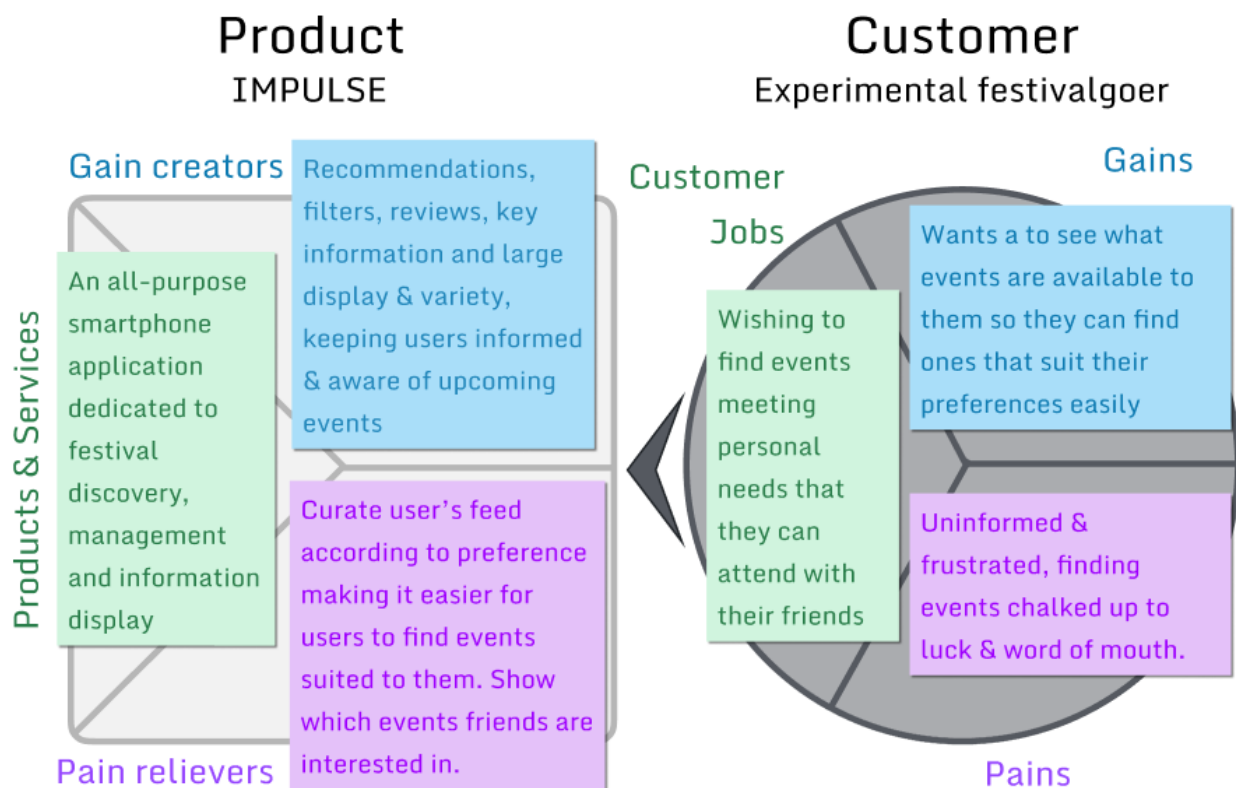 Product
IMPULSE
Gain creators
Recommendations,
filters, reviews, key
information and large
display & variety,
keeping users informed
& aware of upcoming
events
Products & Services
An all-purpose
smartphone
application
dedicated to
festival
discovery,
management
and information
display
Pain relievers
Curate user's feed
according to preference
making it easier for
users to find events
suited to them. Show
which events friends are
interested in.
Customer
Experimental festivalgoer
Customer
Jobs
Wishing to
find events
meeting
personal
needs that
they can
attend with
their friends
Gains
Wants a to see what
events are available to
them so they can find
ones that suit their
preferences easily
Uninformed &
frustrated, finding
events chalked up to
luck & word of mouth.
Pains